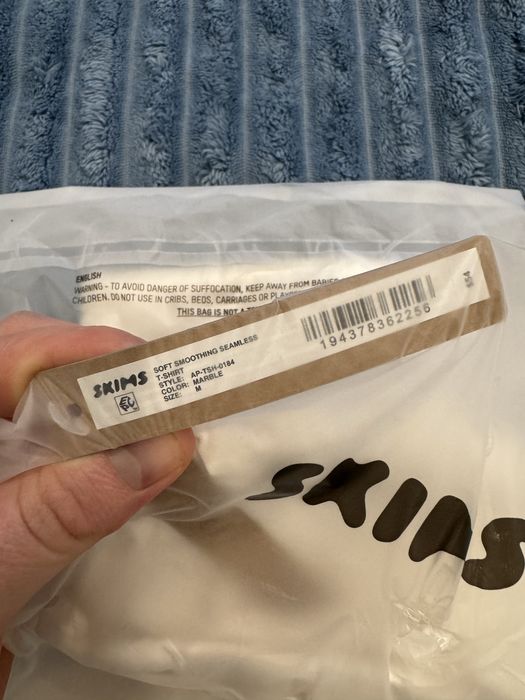 ENGLISH
WARNING - TO AVOID DANGER OF SUFFOCATION, KEEP AWAY FROM BABIES
CHILDREN. DO NOT USE IN CRIBS, BEDS, CARRIAGES OR
THIS BAG IS NOT A
SKIMS
SOFT SMOOTHING SEAMLESS
T-SHIRT
STYLE: AP-TSH-0184
COLOR: MARBLE
SIZE: M
194378362256
$54
SKIMS